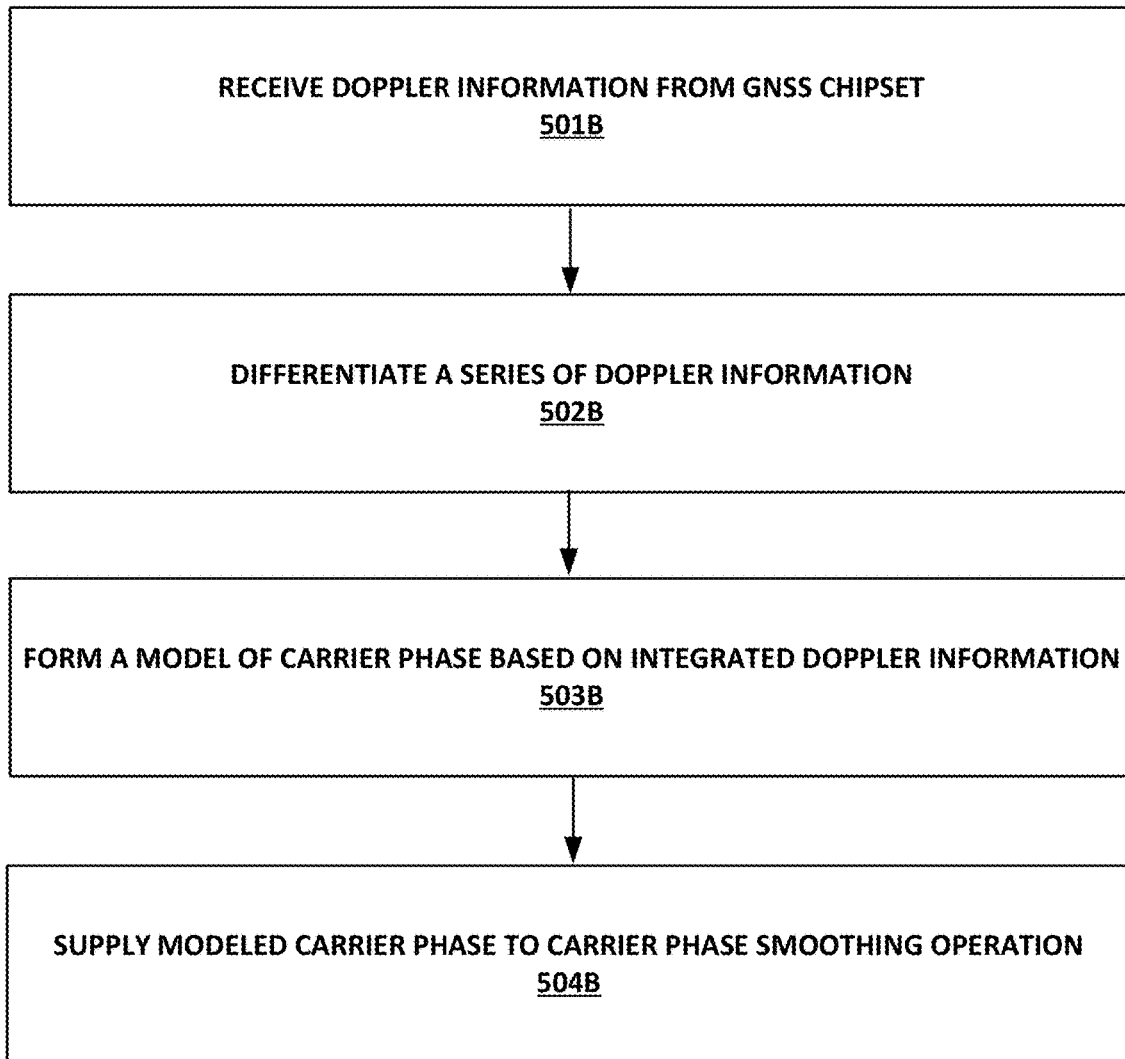 RECEIVE DOPPLER INFORMATION FROM GNSS CHIPSET
501B
DIFFERENTIATE A SERIES OF DOPPLER INFORMATION
502B
FORM A MODEL OF CARRIER PHASE BASED ON INTEGRATED DOPPLER INFORMATION
503B
SUPPLY MODELED CARRIER PHASE TO CARRIER PHASE SMOOTHING OPERATION
504B